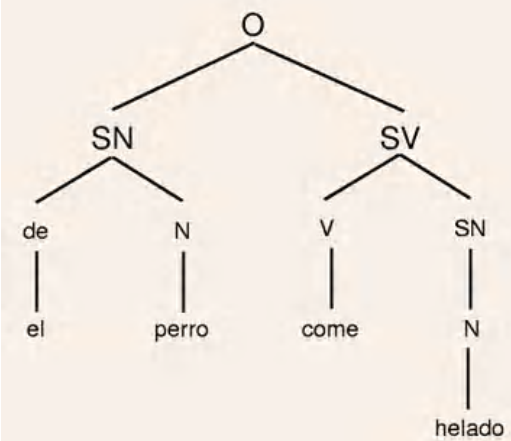 O
SN SV
de N V SN
el perro come N
helado